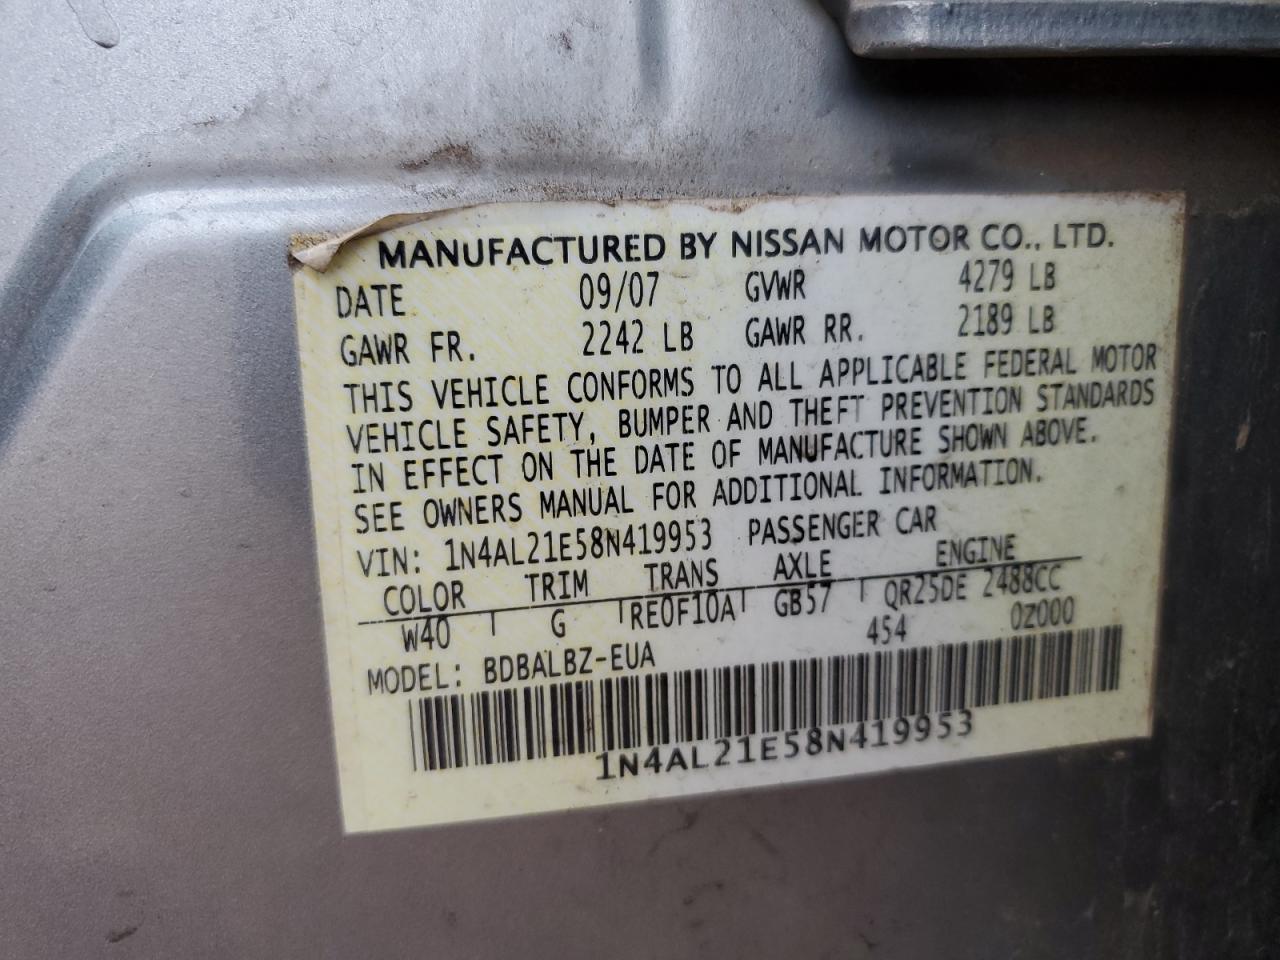 MANUFACTURED BY NISSAN MOTOR CO., LTD.
DATE 09/07 GVWR 4279 LB
GAWR FR. 2242 LB GAWR RR. 2189 LB
THIS VEHICLE CONFORMS TO ALL APPLICABLE FEDERAL MOTOR
VEHICLE SAFETY, BUMPER AND THEFT PREVENTION STANDARDS
IN EFFECT ON THE DATE OF MANUFACTURE SHOWN ABOVE.
SEE OWNERS MANUAL FOR ADDITIONAL INFORMATION.
VIN: 1N4AL21E58N419953 PASSENGER CAR
COLOR TRIM TRANS AXLE ENGINE
W40 G RE0F10A GB57 QR25DE 2488CC
454 0Z000
MODEL: BDBALBZ-EUA
1N4AL21E58N419953